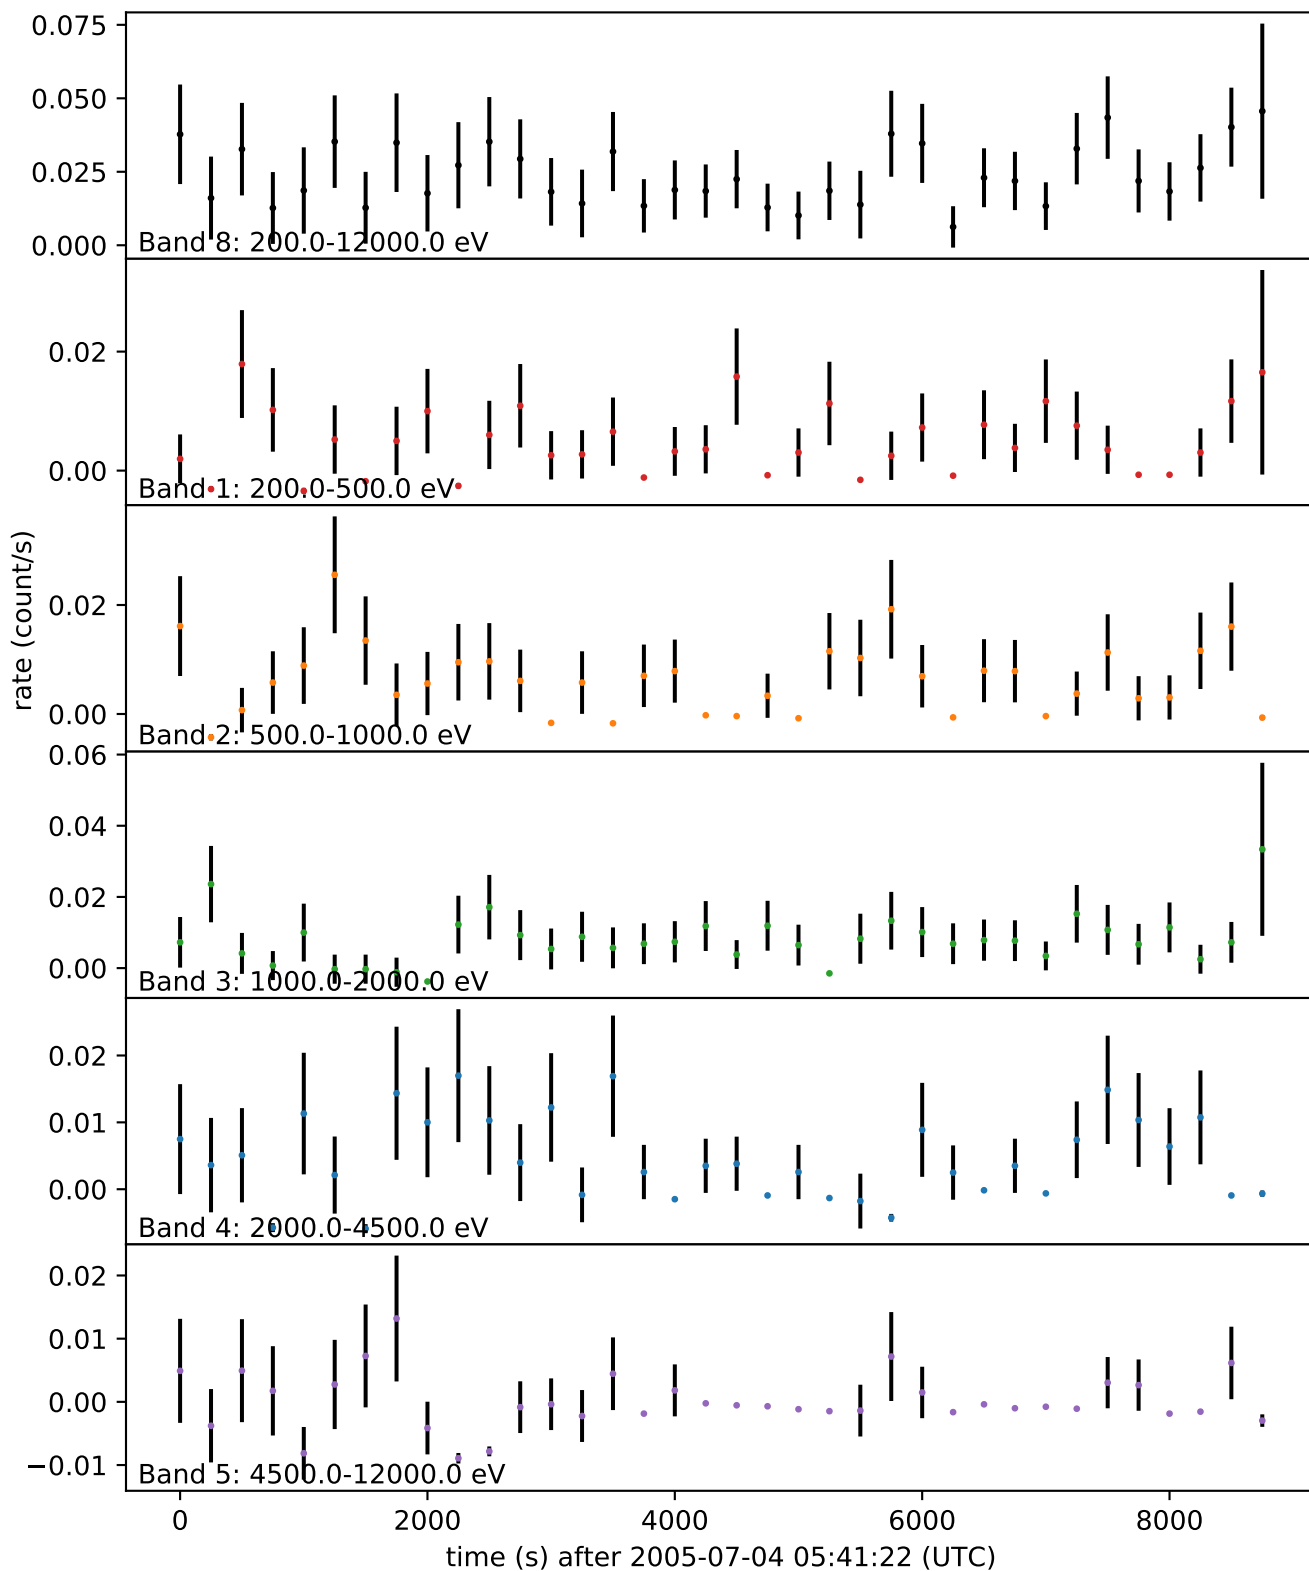 0.075
0.050
0.025
0.000
Band 8: 200.0-12000.0 eV
0.02
0.00
Band 1: 200.0-500.0 eV
rate (count/s)
0.02
0.00
Band 2: 500.0-1000.0 eV
0.06
0.04
0.02
0.00
Band 3: 1000.0-2000.0 eV
0.02
0.01
0.00
Band 4: 2000.0-4500.0 eV
0.02
0.01
0.00
−0.01
Band 5: 4500.0-12000.0 eV
0 2000 4000 6000 8000
time (s) after 2005-07-04 05:41:22 (UTC)